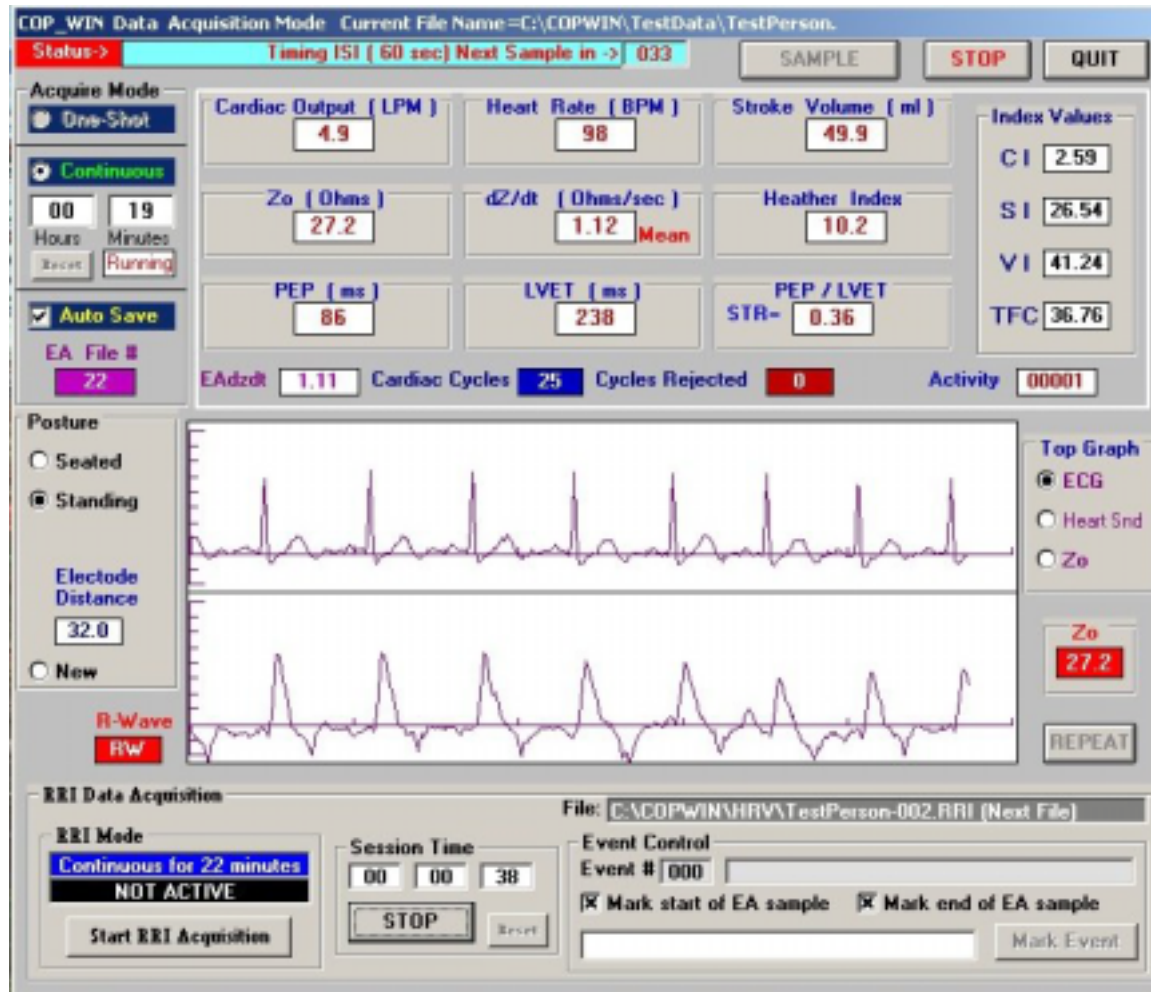 COP_WIN Data Acquisition Mode Current File Name=C:\COPWIN\TestData\TestPerson.
Status-> Timing ISI ( 60 sec) Next Sample in -> 033 SAMPLE STOP QUIT
Acquire Mode
One-Shot
Continuous
00 19
Hours Minutes
Reset Running
Auto Save
EA File #
22
Cardiac Output ( LPM ) Heart Rate ( BPM ) Stroke Volume ( ml )
4.9 98 49.9
Zo ( Ohms ) dZ/dt ( Ohms/sec ) Heather Index
27.2 1.12 Mean 10.2
PEP ( ms ) LVET ( ms ) PEP / LVET
86 238 STR= 0.36
Index Values
C I 2.59
S I 26.54
V I 41.24
TFC 36.76
EAdzdt 1.11 Cardiac Cycles 25 Cycles Rejected 0 Activity 00001
Posture
Seated
Standing
Electode
Distance
32.0
New
R-Wave
RW
Top Graph
ECG
Heart Snd
Zo
Zo
27.2
REPEAT
RRI Data Acquisition
File: C:\COPWIN\HRV\TestPerson-002.RRI (Next File)
RRI Mode
Continuous for 22 minutes
NOT ACTIVE
Start RRI Acquisition
Session Time
00 00 38
STOP Reset
Event Control
Event # 000
Mark start of EA sample Mark end of EA sample
Mark Event